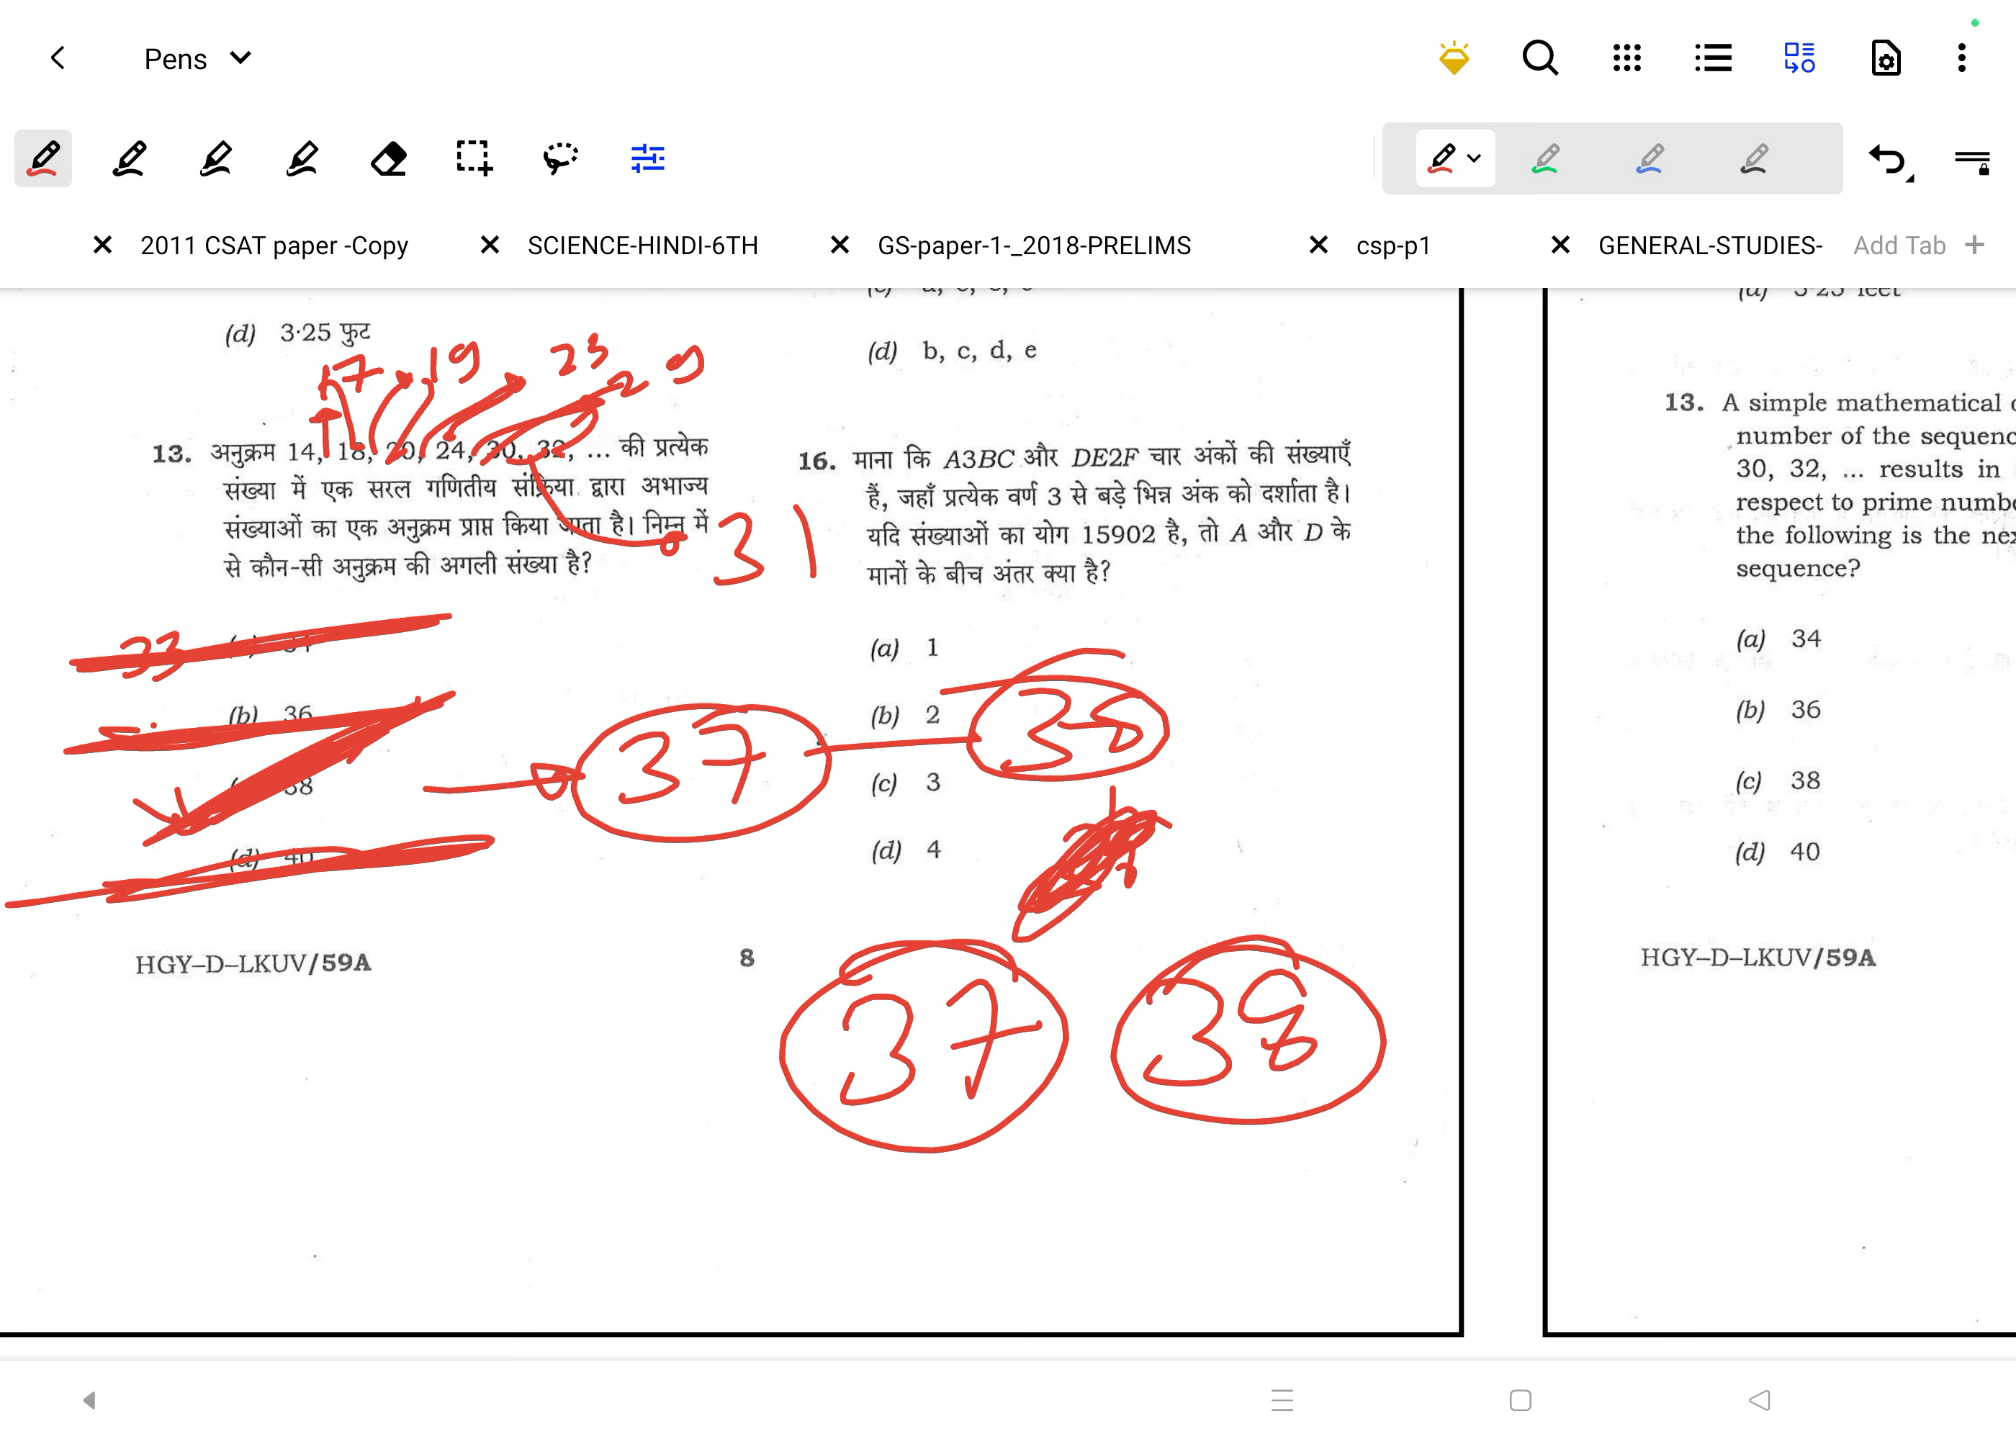 Pens
2011 CSAT paper -Copy
SCIENCE-HINDI-6TH
GS-paper-1-_2018-PRELIMS
csp-p1
GENERAL-STUDIES-
Add Tab +
(d) 3·25 फुट
17 19 23 29
13. अनुक्रम 14, 18, 20, 24, 30, 32, ... की प्रत्येक
संख्या में एक सरल गणितीय संक्रिया द्वारा अभाज्य
संख्याओं का एक अनुक्रम प्राप्त किया जाता है। निम्न में
से कौन-सी अनुक्रम की अगली संख्या है?
31
33
(b) 36
38
(d) 40
37
38
HGY–D–LKUV/59A
8
(d) b, c, d, e
16. माना कि A3BC और DE2F चार अंकों की संख्याएँ
हैं, जहाँ प्रत्येक वर्ण 3 से बड़े भिन्न अंक को दर्शाता है।
यदि संख्याओं का योग 15902 है, तो A और D के
मानों के बीच अंतर क्या है?
(a) 1
(b) 2
(c) 3
(d) 4
37
38
13. A simple mathematical
number of the sequenc
30, 32, ... results in
respect to prime numb
the following is the ne
sequence?
(a) 34
(b) 36
(c) 38
(d) 40
HGY–D–LKUV/59A